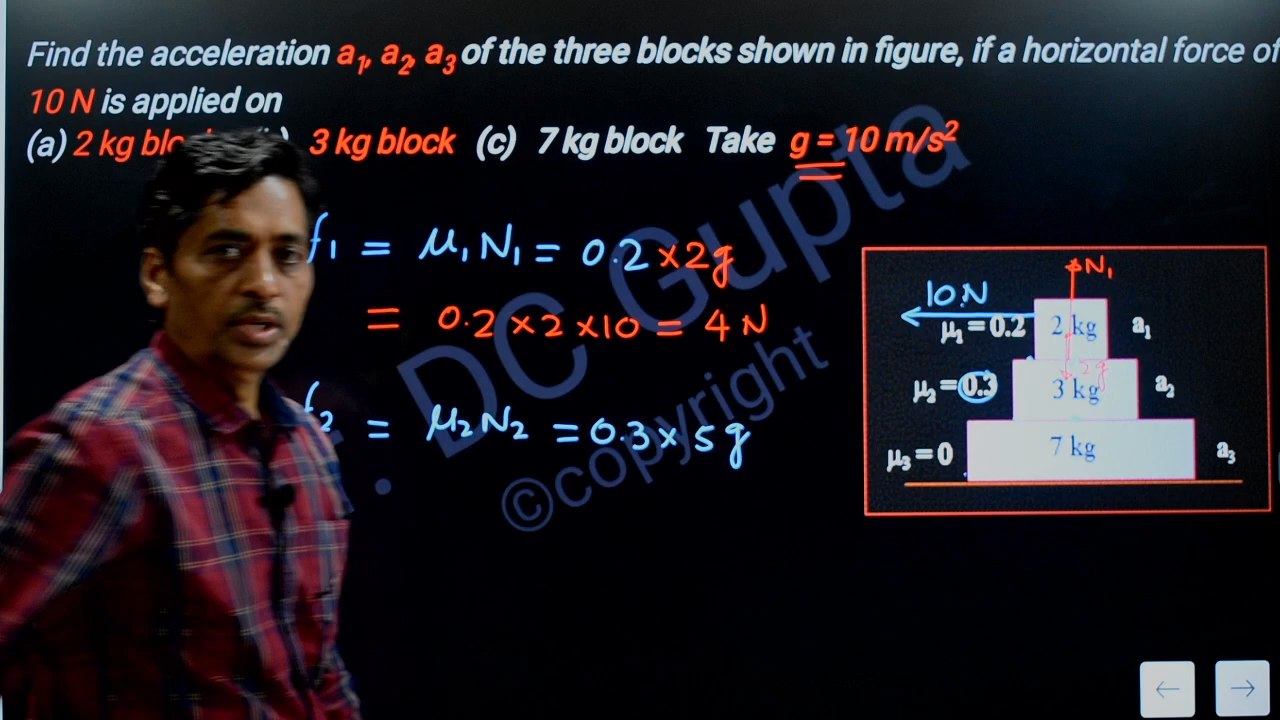 Find the acceleration a₁, a₂, a₃ of the three blocks shown in figure, if a horizontal force of
10 N is applied on
(a) 2 kg 3 kg block (c) 7 kg block Take g = 10 m/s²
f₁ = μ₁N₁ = 0.2 × 2g
= 0.2 × 2 × 10 = 4 N
f₂ = μ₂N₂ = 0.3 × 5g
N₁
10 N
μ₁ = 0.2 2 kg a₁
2g
μ₂ = 0.3 3 kg a₂
μ₃ = 0 7 kg a₃
DC Gupta
©copyright
← →